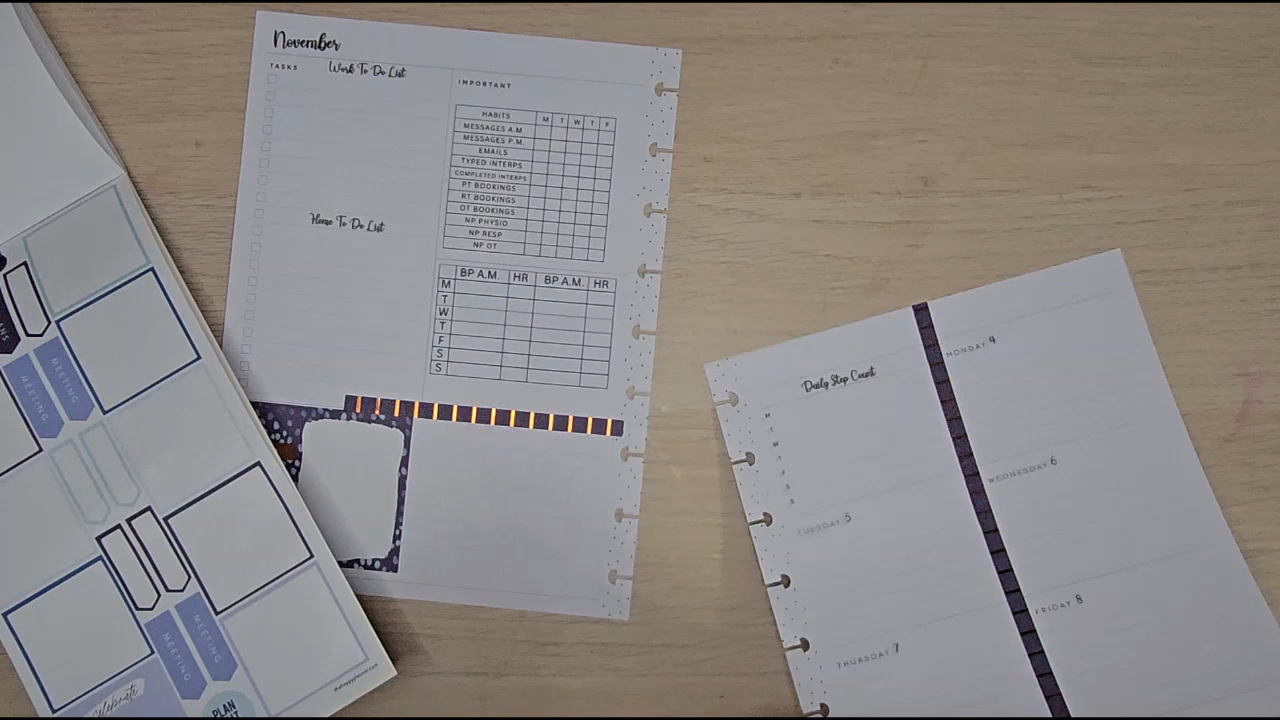 November
TASKS
Work To Do List
Home To Do List
IMPORTANT
HABITS M T W T F
MESSAGES A.M
MESSAGES P.M.
EMAILS
TYPED INTERPS
COMPLETED INTERPS
PT BOOKINGS
RT BOOKINGS
OT BOOKINGS
NP PHYSIO
NP RESP
NP OT
BP A.M. HR BP A.M. HR
M
T
W
T
F
S
S
MEETING
MEETING
MEETING
MEETING
Celebrate
PLAN
thehappyplanner.com
Daily Step Count
M
T
W
T
F
S
S
MONDAY 4
TUESDAY 5
WEDNESDAY 6
THURSDAY 7
FRIDAY 8